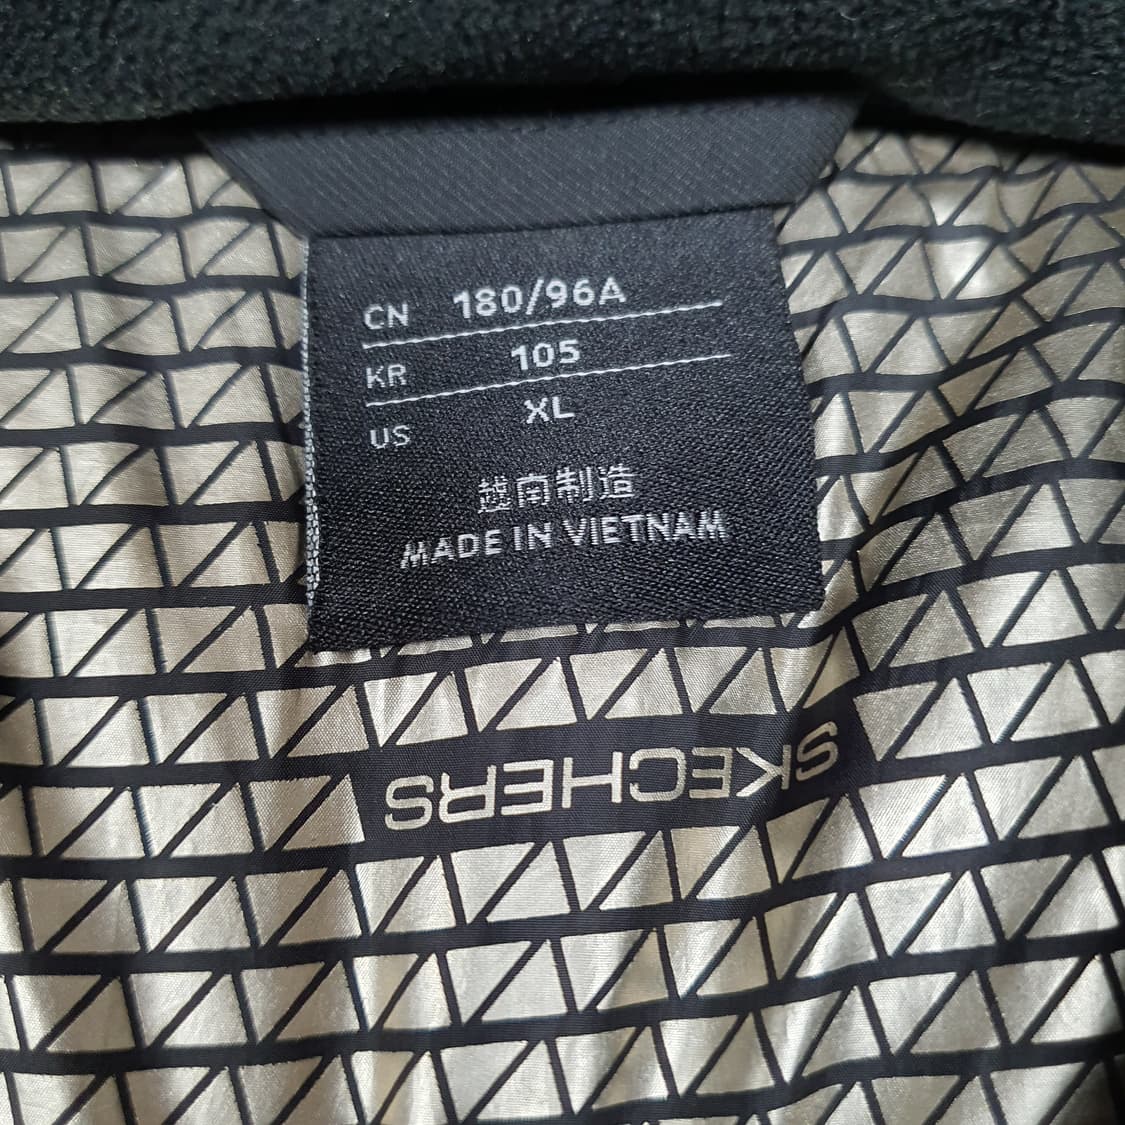 CN 180/96A
KR 105
US XL
越南制造
MADE IN VIETNAM
SKECHERS